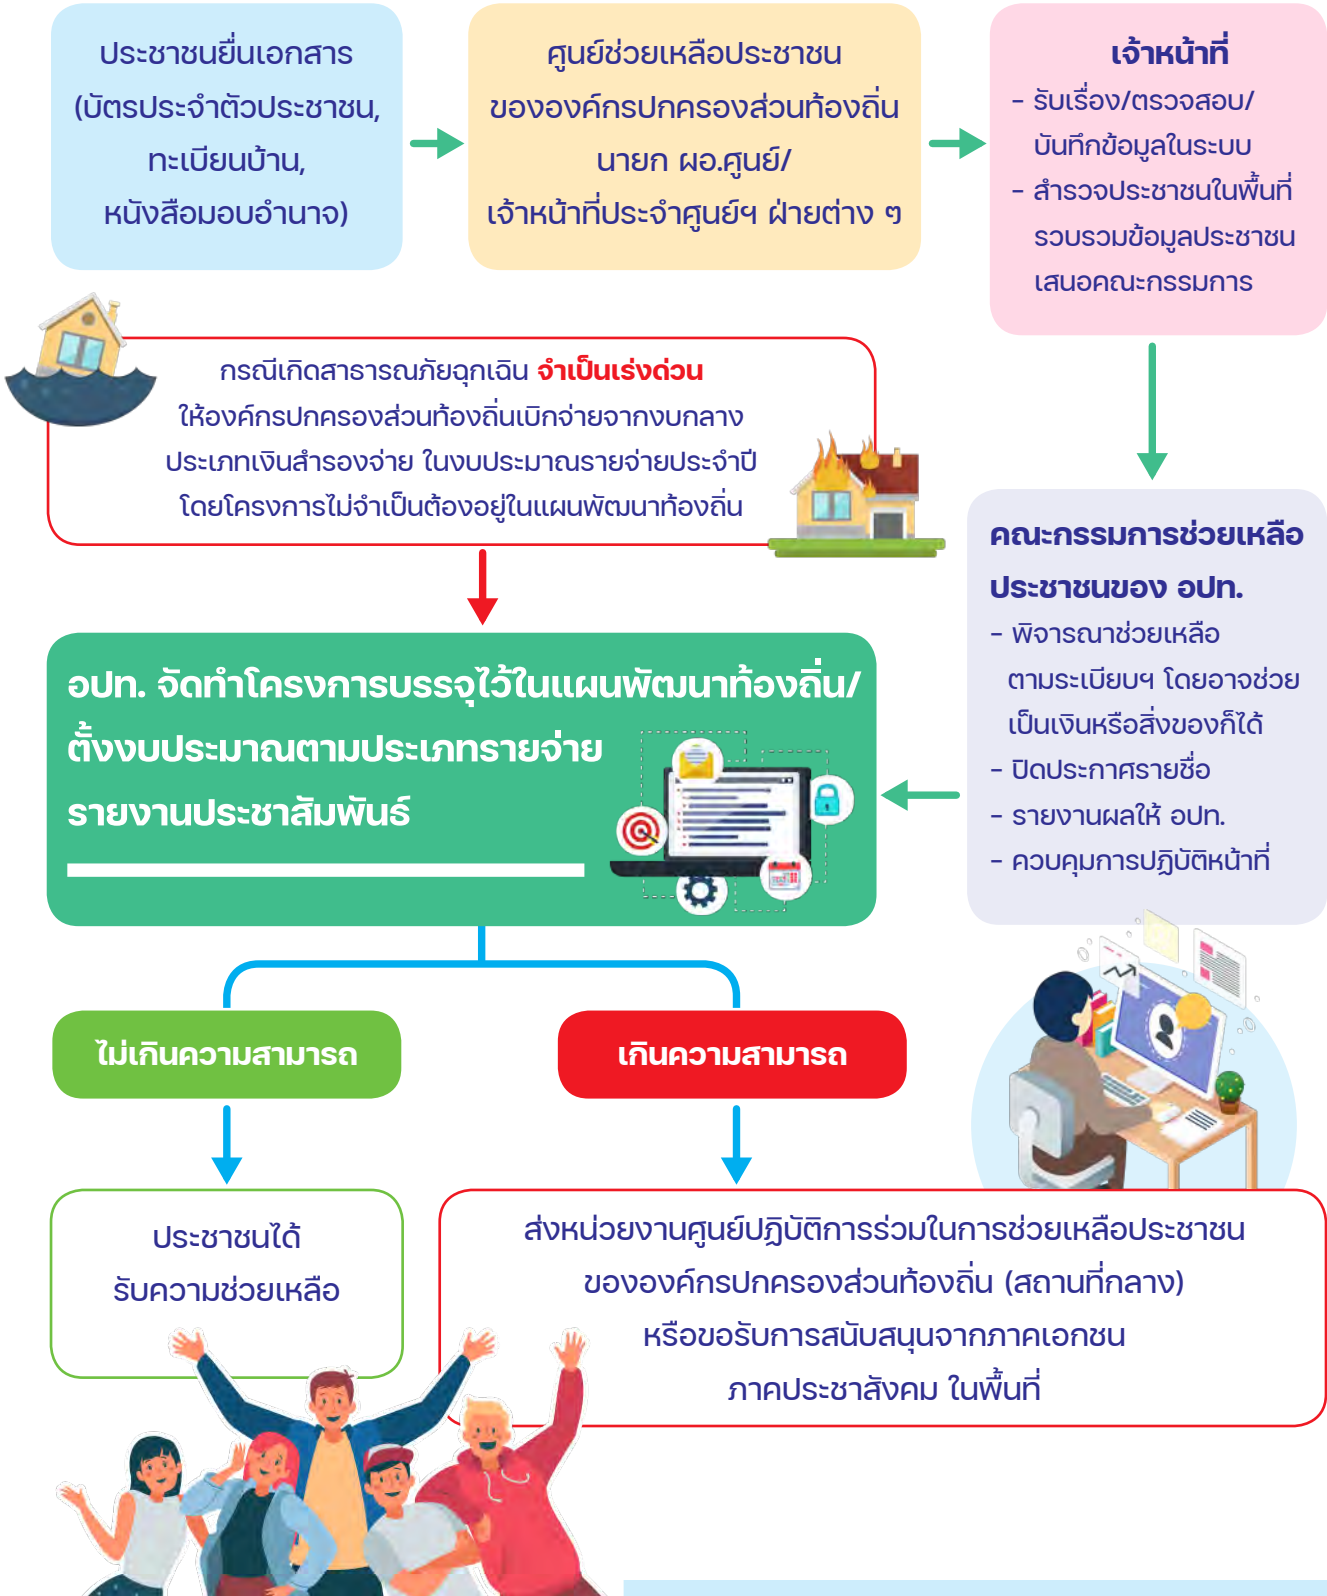 ประชาชนยื่นเอกสาร
(บัตรประจำตัวประชาชน,
ทะเบียนบ้าน,
หนังสือมอบอำนาจ)
ศูนย์ช่วยเหลือประชาชน
ขององค์กรปกครองส่วนท้องถิ่น
นายก ผอ.ศูนย์/
เจ้าหน้าที่ประจำศูนย์ฯ ฝ่ายต่าง ๆ
เจ้าหน้าที่
- รับเรื่อง/ตรวจสอบ/
บันทึกข้อมูลในระบบ
- สำรวจประชาชนในพื้นที่
รวบรวมข้อมูลประชาชน
เสนอคณะกรรมการ
กรณีเกิดสาธารณภัยฉุกเฉิน จำเป็นเร่งด่วน
ให้องค์กรปกครองส่วนท้องถิ่นเบิกจ่ายจากงบกลาง
ประเภทเงินสำรองจ่าย ในงบประมาณรายจ่ายประจำปี
โดยโครงการไม่จำเป็นต้องอยู่ในแผนพัฒนาท้องถิ่น
คณะกรรมการช่วยเหลือ
ประชาชนของ อปท.
- พิจารณาช่วยเหลือ
ตามระเบียบฯ โดยอาจช่วย
เป็นเงินหรือสิ่งของก็ได้
- ปิดประกาศรายชื่อ
- รายงานผลให้ อปท.
- ควบคุมการปฏิบัติหน้าที่
อปท. จัดทำโครงการบรรจุไว้ในแผนพัฒนาท้องถิ่น/
ตั้งงบประมาณตามประเภทรายจ่าย
รายงานประชาสัมพันธ์
ไม่เกินความสามารถ
เกินความสามารถ
ประชาชนได้
รับความช่วยเหลือ
ส่งหน่วยงานศูนย์ปฏิบัติการร่วมในการช่วยเหลือประชาชน
ขององค์กรปกครองส่วนท้องถิ่น (สถานที่กลาง)
หรือขอรับการสนับสนุนจากภาคเอกชน
ภาคประชาสังคม ในพื้นที่